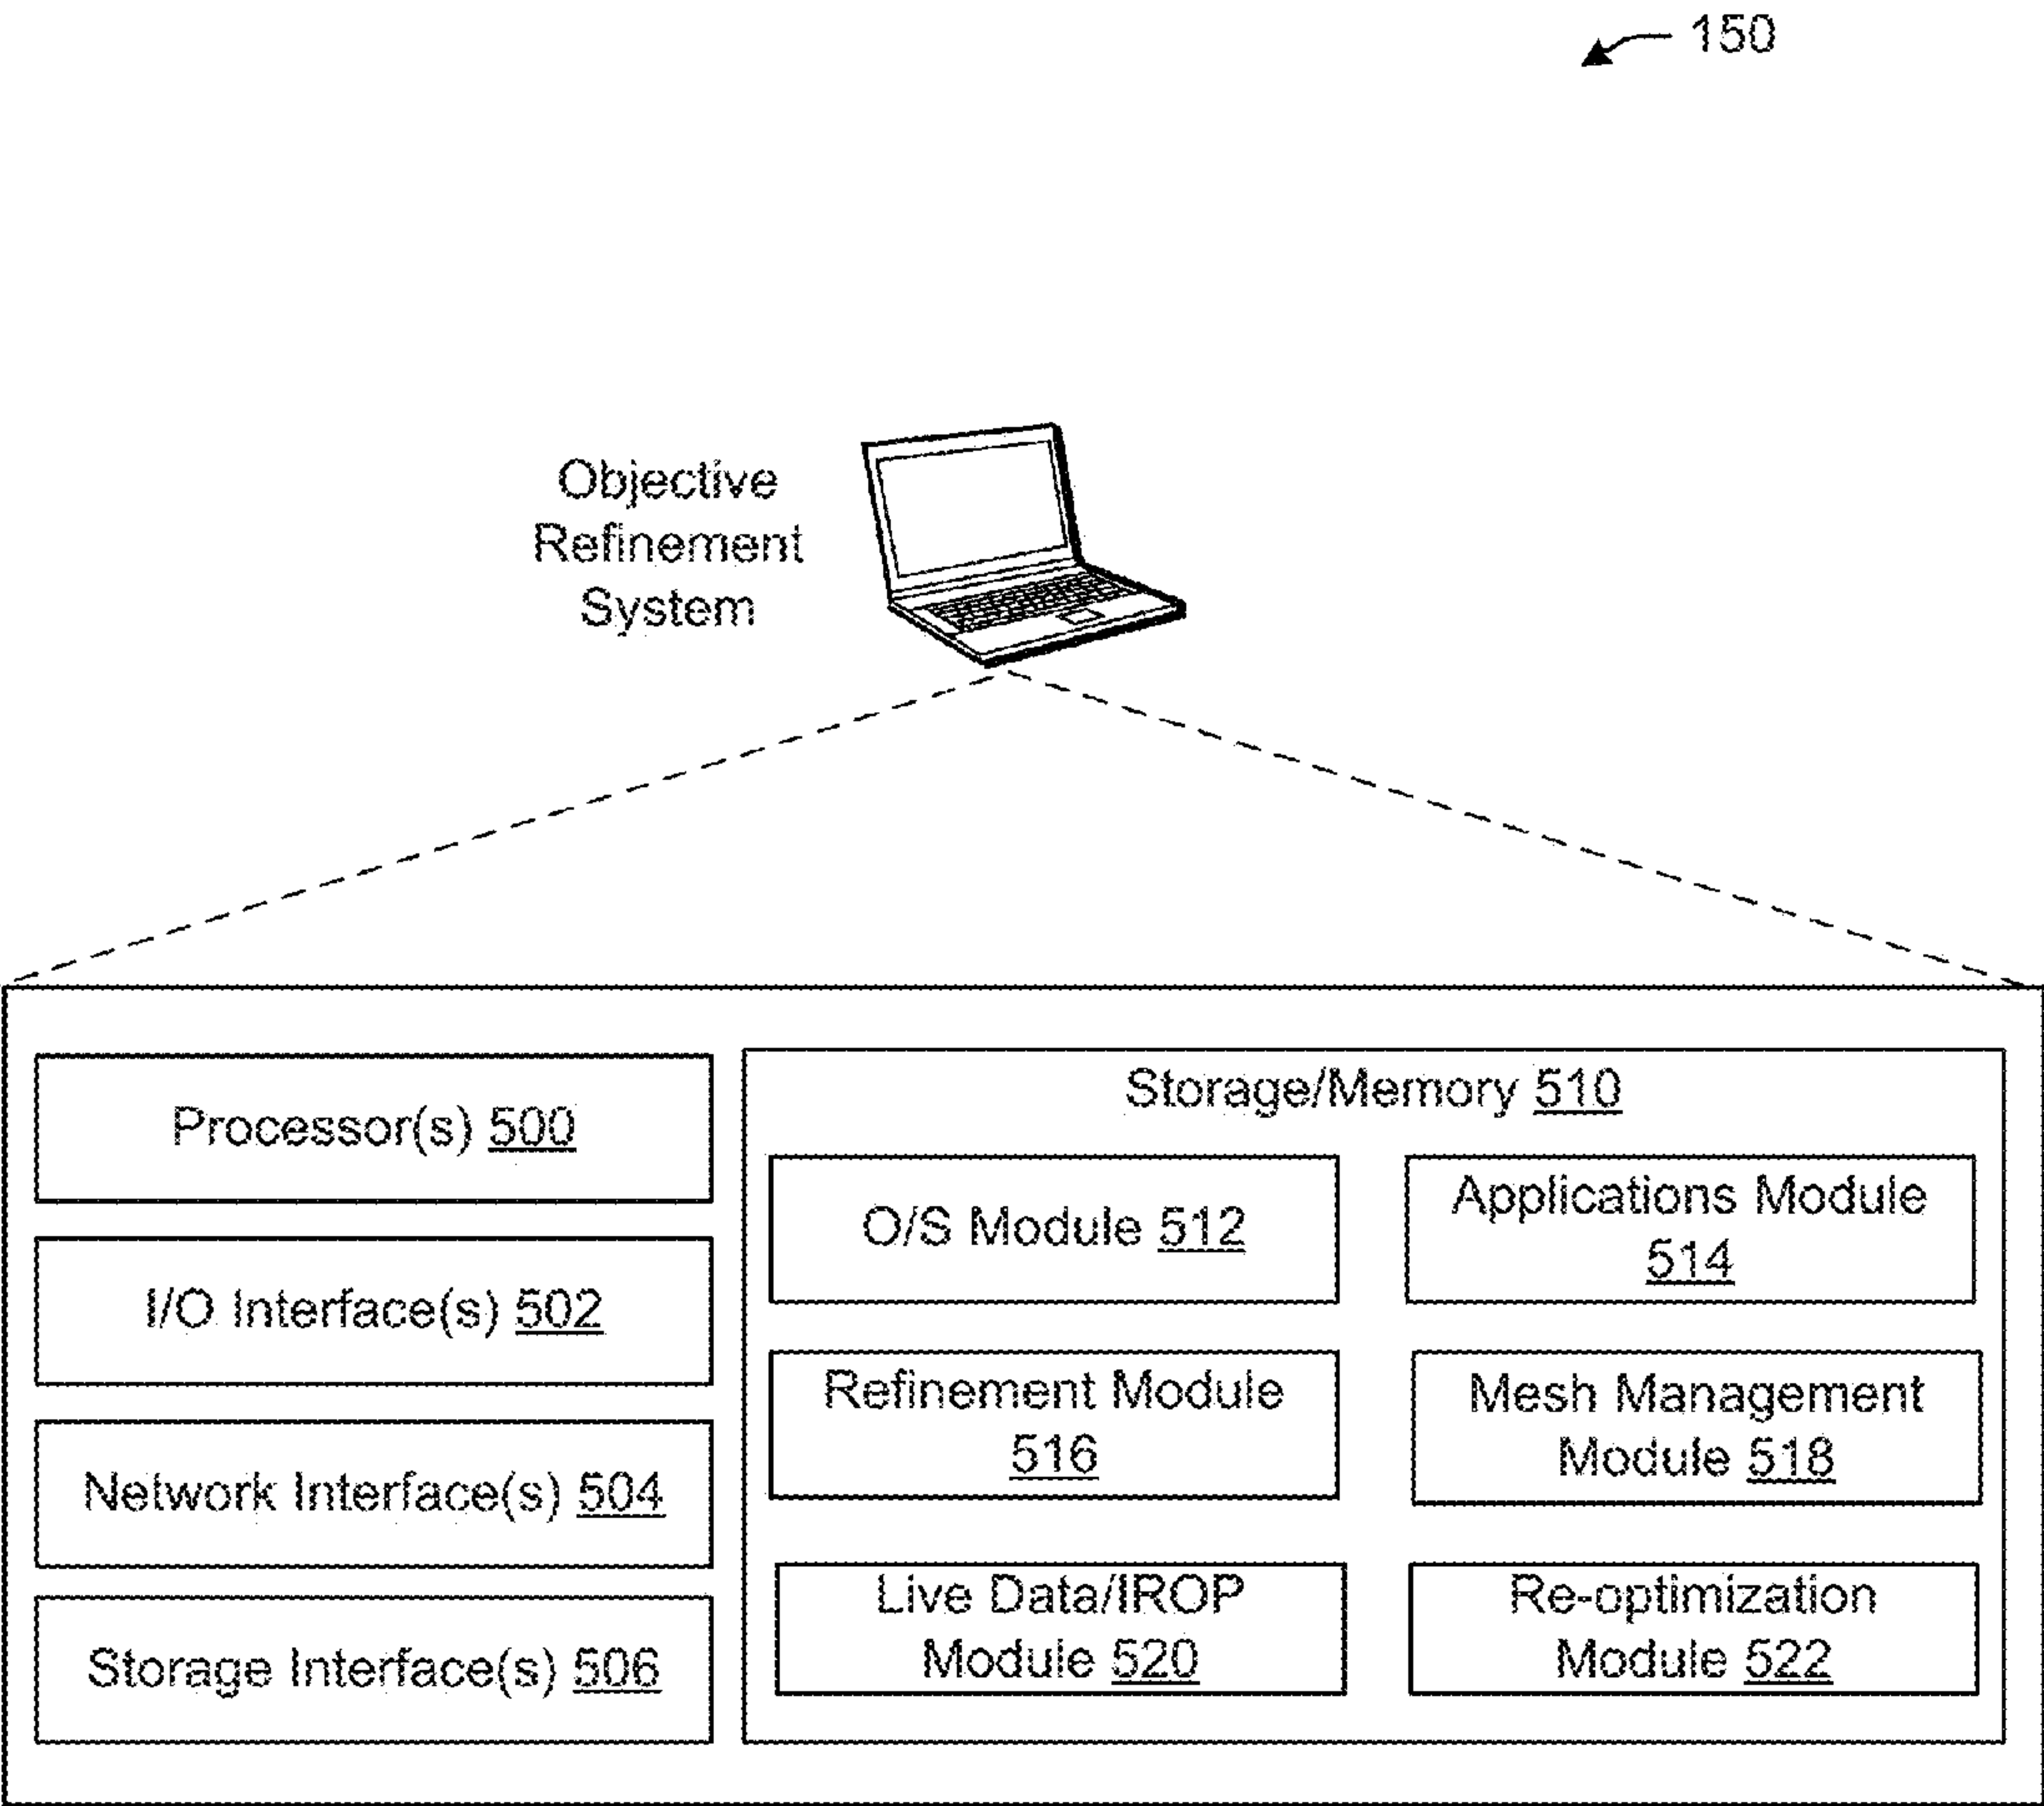 150
Objective
Refinement
System
Processor(s) 500
I/O Interface(s) 502
Network Interface(s) 504
Storage Interface(s) 506
Storage/Memory 510
O/S Module 512
Applications Module
514
Refinement Module
516
Mesh Management
Module 518
Live Data/IROP
Module 520
Re-optimization
Module 522